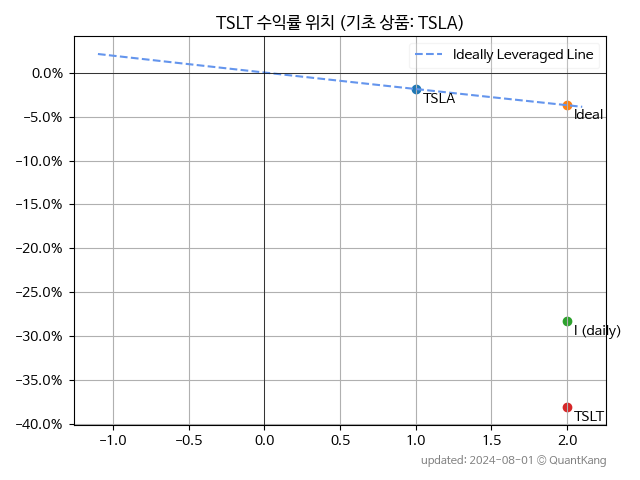 TSLT 수익률 위치 (기초 상품: TSLA)
Ideally Leveraged Line
0.0%
−5.0%
−10.0%
−15.0%
−20.0%
−25.0%
−30.0%
−35.0%
−40.0%
TSLA
Ideal
I (daily)
TSLT
−1.0 −0.5 0.0 0.5 1.0 1.5 2.0
updated: 2024-08-01 © QuantKang